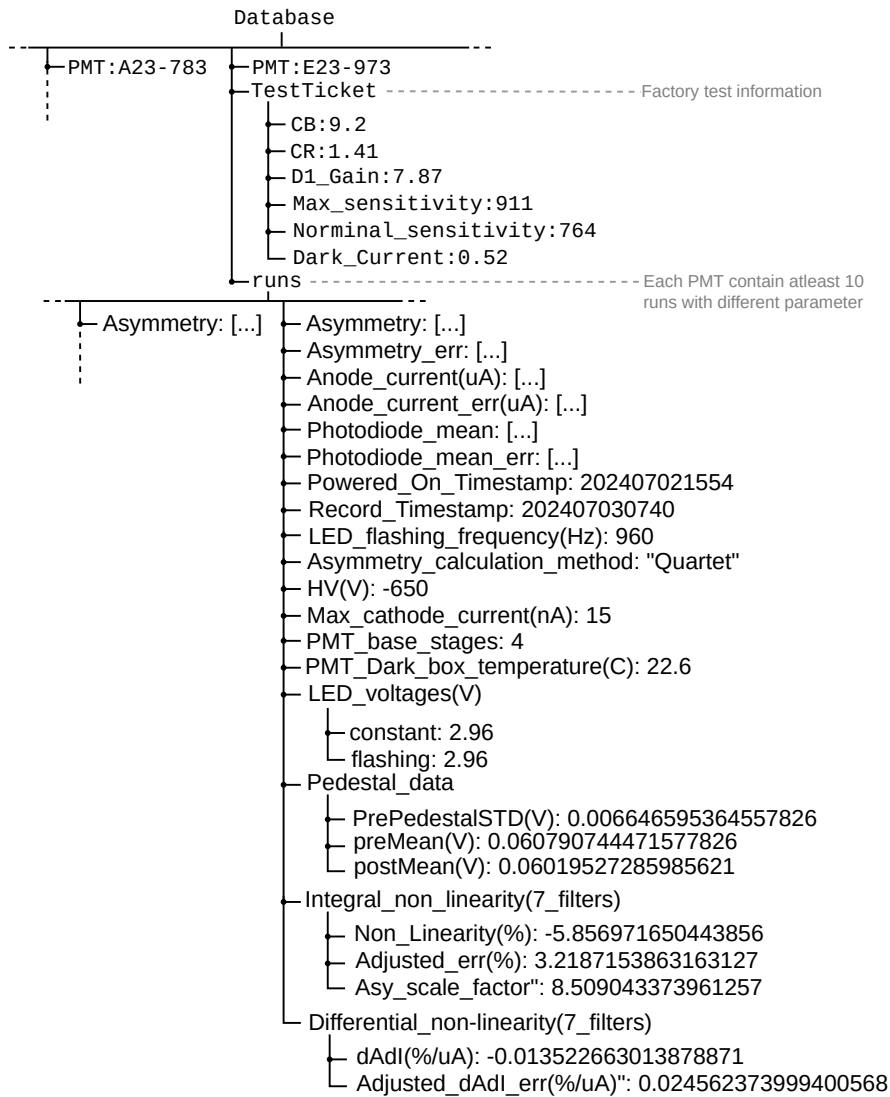 Database
PMT:A23-783
PMT:E23-973
TestTicket
Factory test information
CB:9.2
CR:1.41
D1_Gain:7.87
Max_sensitivity:911
Norminal_sensitivity:764
Dark_Current:0.52
runs
Each PMT contain atleast 10
runs with different parameter
Asymmetry: [...]
Asymmetry: [...]
Asymmetry_err: [...]
Anode_current(uA): [...]
Anode_current_err(uA): [...]
Photodiode_mean: [...]
Photodiode_mean_err: [...]
Powered_On_Timestamp: 202407021554
Record_Timestamp: 202407030740
LED_flashing_frequency(Hz): 960
Asymmetry_calculation_method: "Quartet"
HV(V): -650
Max_cathode_current(nA): 15
PMT_base_stages: 4
PMT_Dark_box_temperature(C): 22.6
LED_voltages(V)
constant: 2.96
flashing: 2.96
Pedestal_data
PrePedestalSTD(V): 0.006646595364557826
preMean(V): 0.060790744471577826
postMean(V): 0.06019527285985621
Integral_non_linearity(7_filters)
Non_Linearity(%): -5.856971650443856
Adjusted_err(%): 3.2187153863163127
Asy_scale_factor": 8.509043373961257
Differential_non-linearity(7_filters)
dAdI(%/uA): -0.013522663013878871
Adjusted_dAdI_err(%/uA)": 0.024562373999400568